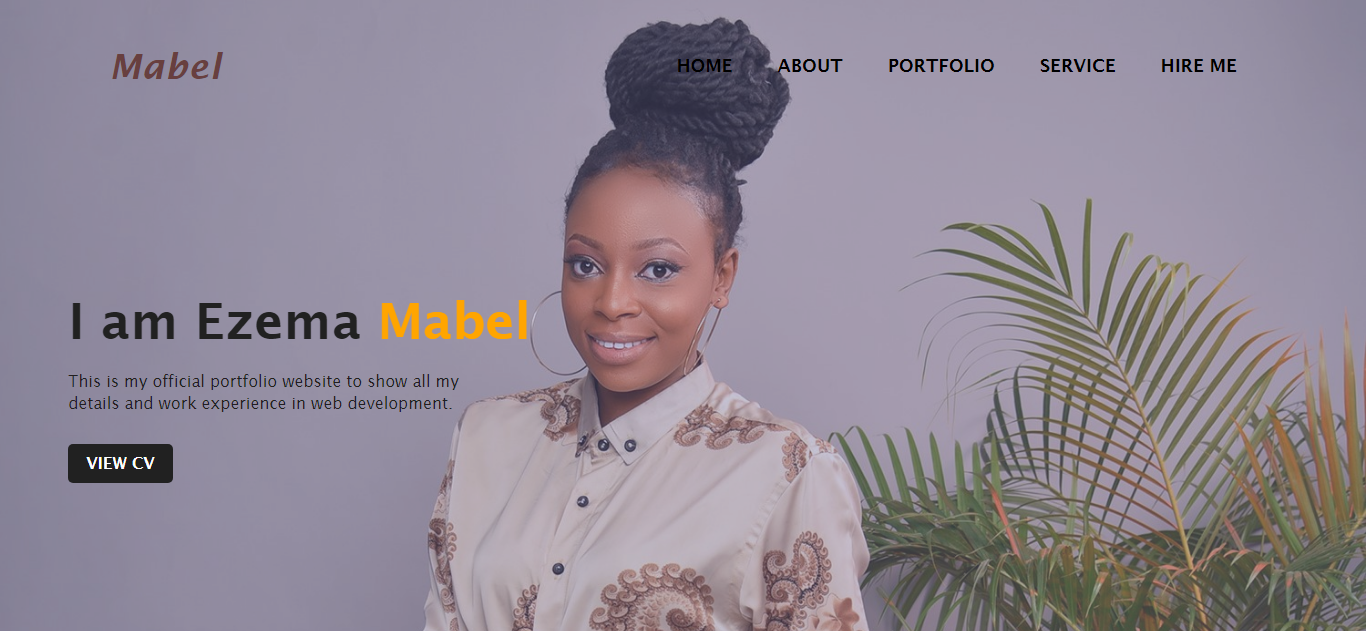 Mabel
HOME ABOUT PORTFOLIO SERVICE HIRE ME
I am Ezema Mabel
This is my official portfolio website to show all my
details and work experience in web development.
VIEW CV